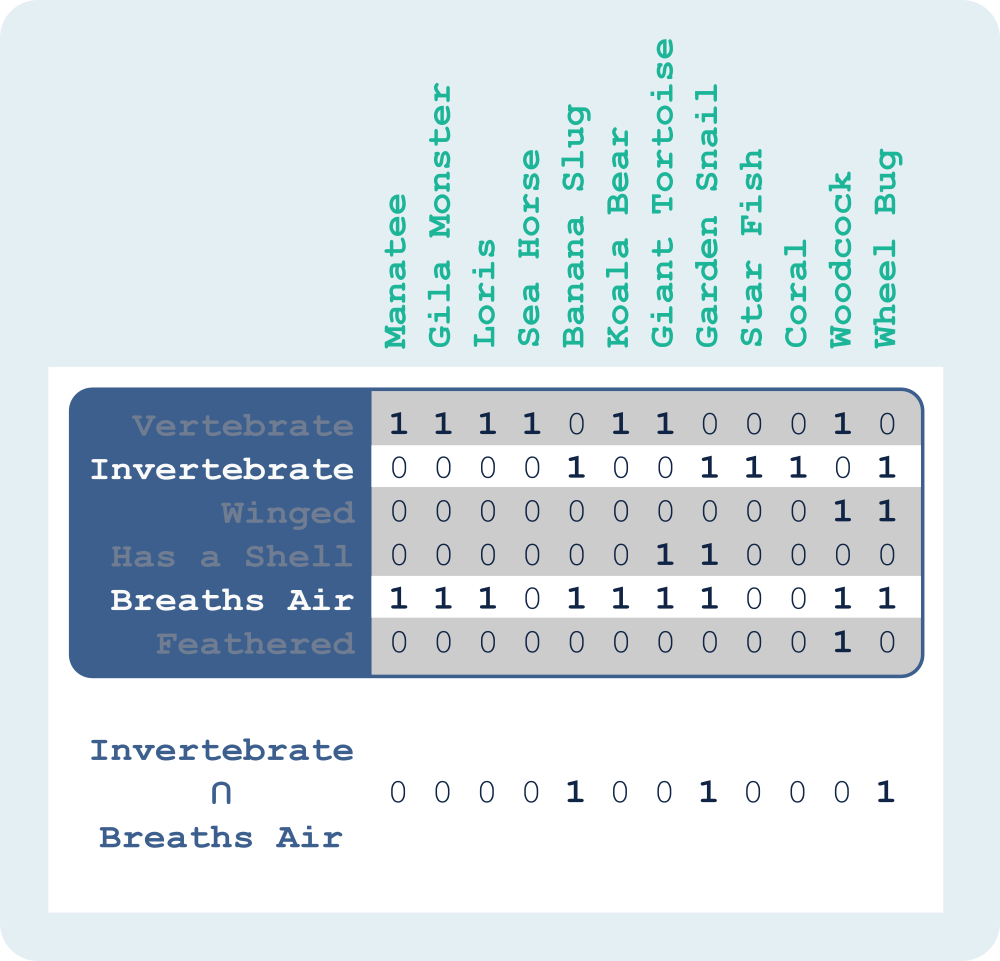 Manatee
Gila Monster
Loris
Sea Horse
Banana Slug
Koala Bear
Giant Tortoise
Garden Snail
Star Fish
Coral
Woodcock
Wheel Bug
Vertebrate 1 1 1 1 0 1 1 0 0 0 1 0
Invertebrate 0 0 0 0 1 0 0 1 1 1 0 1
Winged 0 0 0 0 0 0 0 0 0 0 1 1
Has a Shell 0 0 0 0 0 0 1 1 0 0 0 0
Breaths Air 1 1 1 0 1 1 1 1 0 0 1 1
Feathered 0 0 0 0 0 0 0 0 0 0 1 0
Invertebrate
∩ 0 0 0 0 1 0 0 1 0 0 0 1
Breaths Air